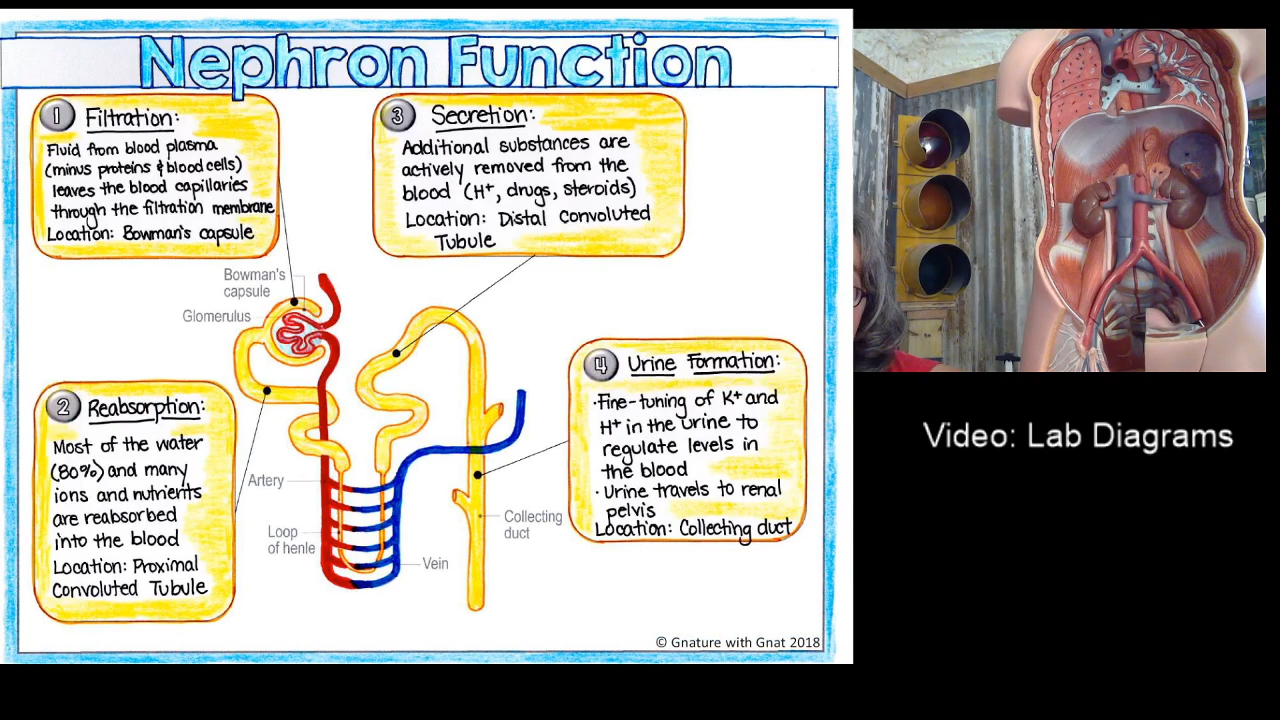 Nephron Function
1 Filtration:
Fluid from blood plasma
(minus proteins & blood cells)
leaves the blood capillaries
through the filtration membrane
Location: Bowman's capsule
3 Secretion:
Additional substances are
actively removed from the
blood (H+, drugs, steroids)
Location: Distal Convoluted
Tubule
Bowman's
capsule
Glomerulus
2 Reabsorption:
Most of the water
(80%) and many
ions and nutrients
are reabsorbed
into the blood
Location: Proximal
Convoluted Tubule
4 Urine Formation:
·Fine-tuning of K+ and
H+ in the urine to
regulate levels in
the blood
·Urine travels to renal
pelvis
Location: Collecting duct
Artery
Loop
of henle
Vein
Collecting
duct
© Gnature with Gnat 2018
Video: Lab Diagrams